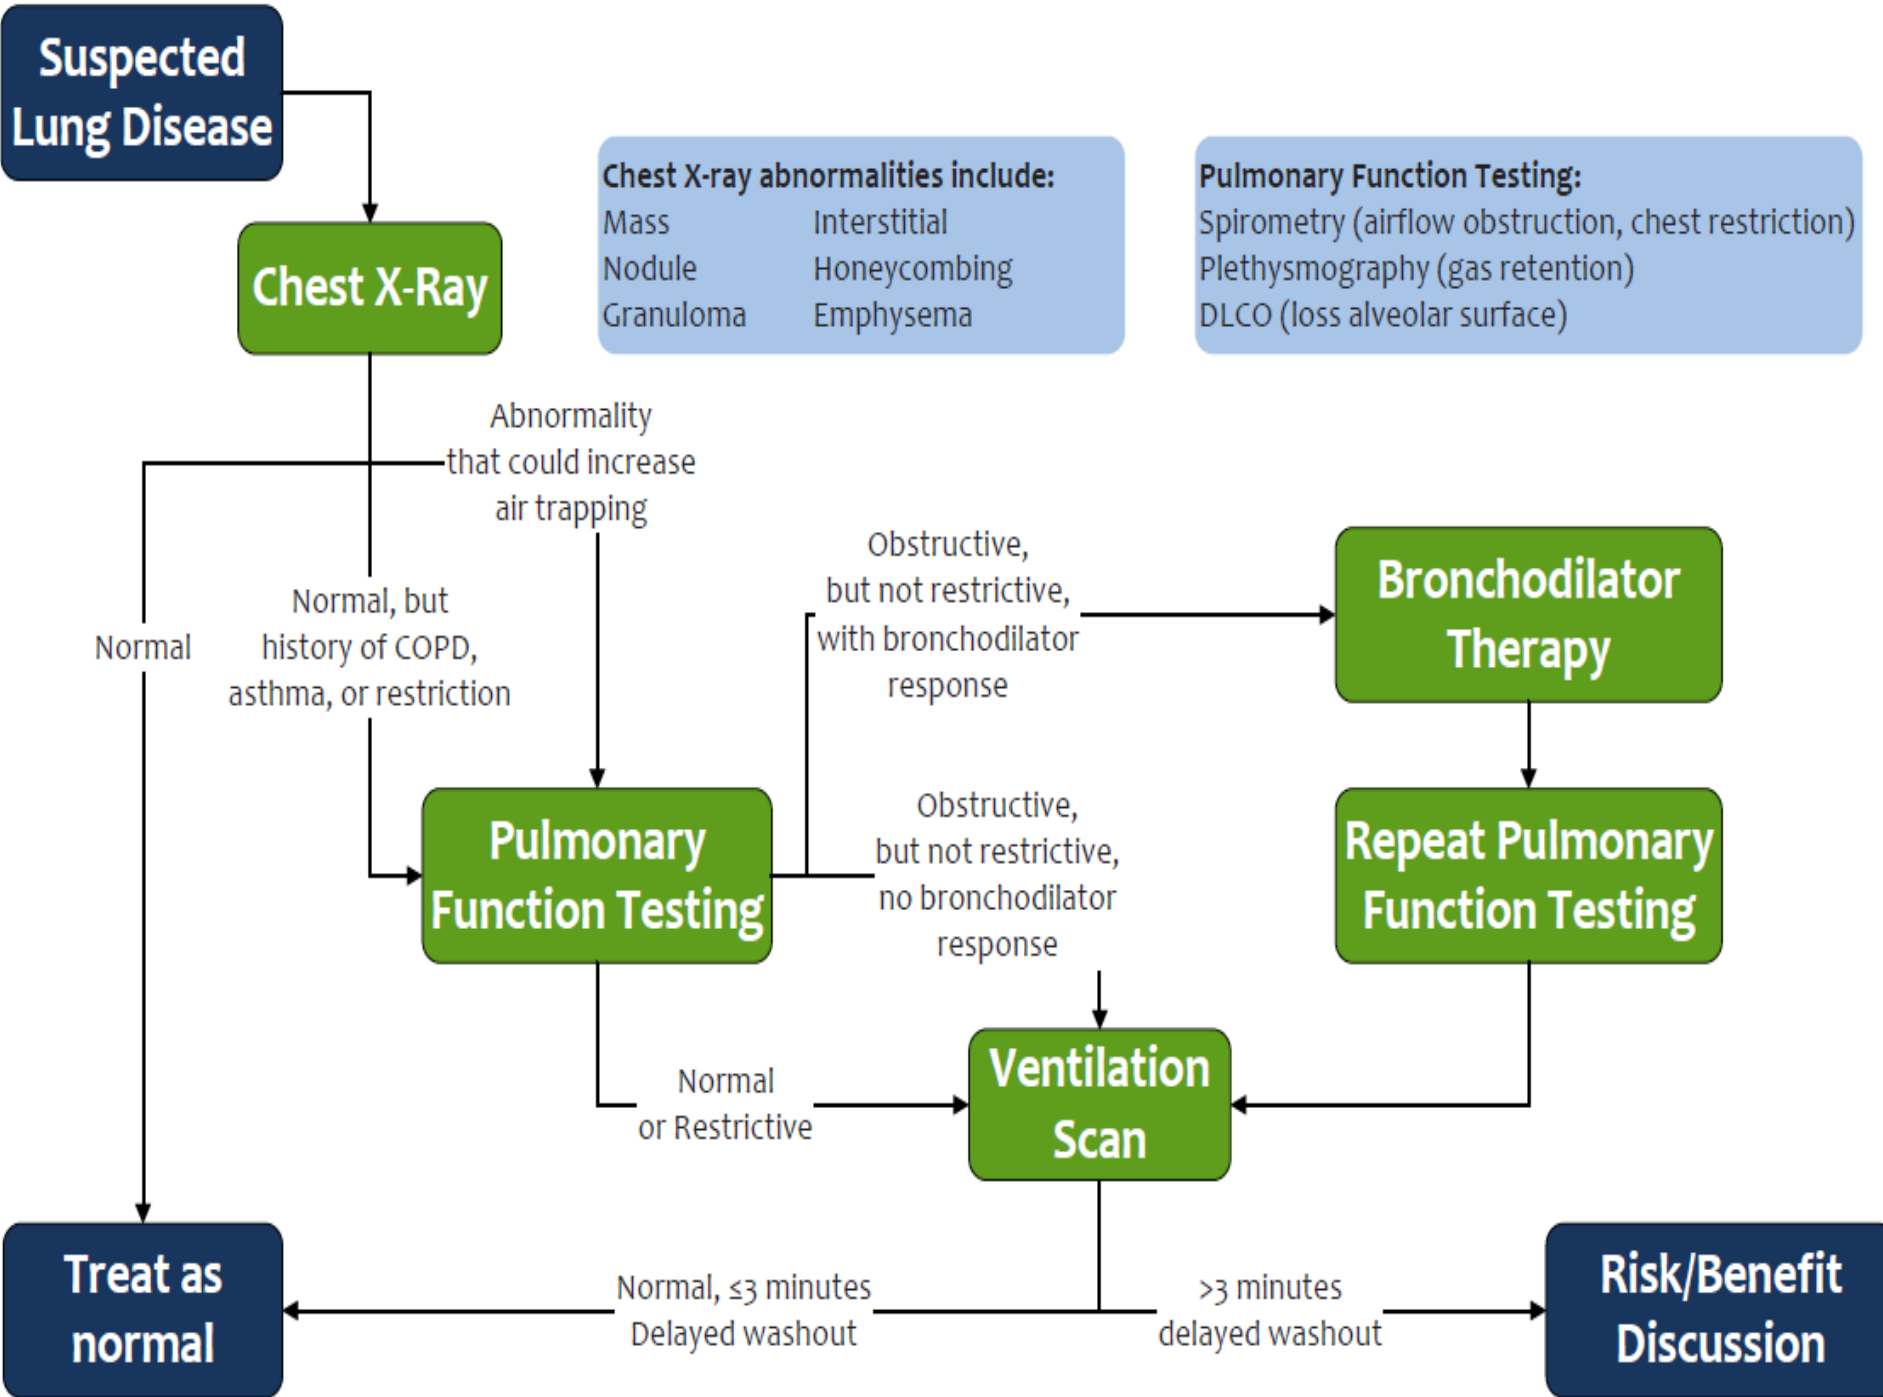 Suspected
Lung Disease
Chest X-ray abnormalities include:
Mass Interstitial
Nodule Honeycombing
Granuloma Emphysema
Pulmonary Function Testing:
Spirometry (airflow obstruction, chest restriction)
Plethysmography (gas retention)
DLCO (loss alveolar surface)
Chest X-Ray
Abnormality
that could increase
air trapping
Normal
Normal, but
history of COPD,
asthma, or restriction
Obstructive,
but not restrictive,
with bronchodilator
response
Bronchodilator
Therapy
Pulmonary
Function Testing
Obstructive,
but not restrictive,
no bronchodilator
response
Repeat Pulmonary
Function Testing
Normal
or Restrictive
Ventilation
Scan
Treat as
normal
Normal, ≤3 minutes
Delayed washout
>3 minutes
delayed washout
Risk/Benefit
Discussion